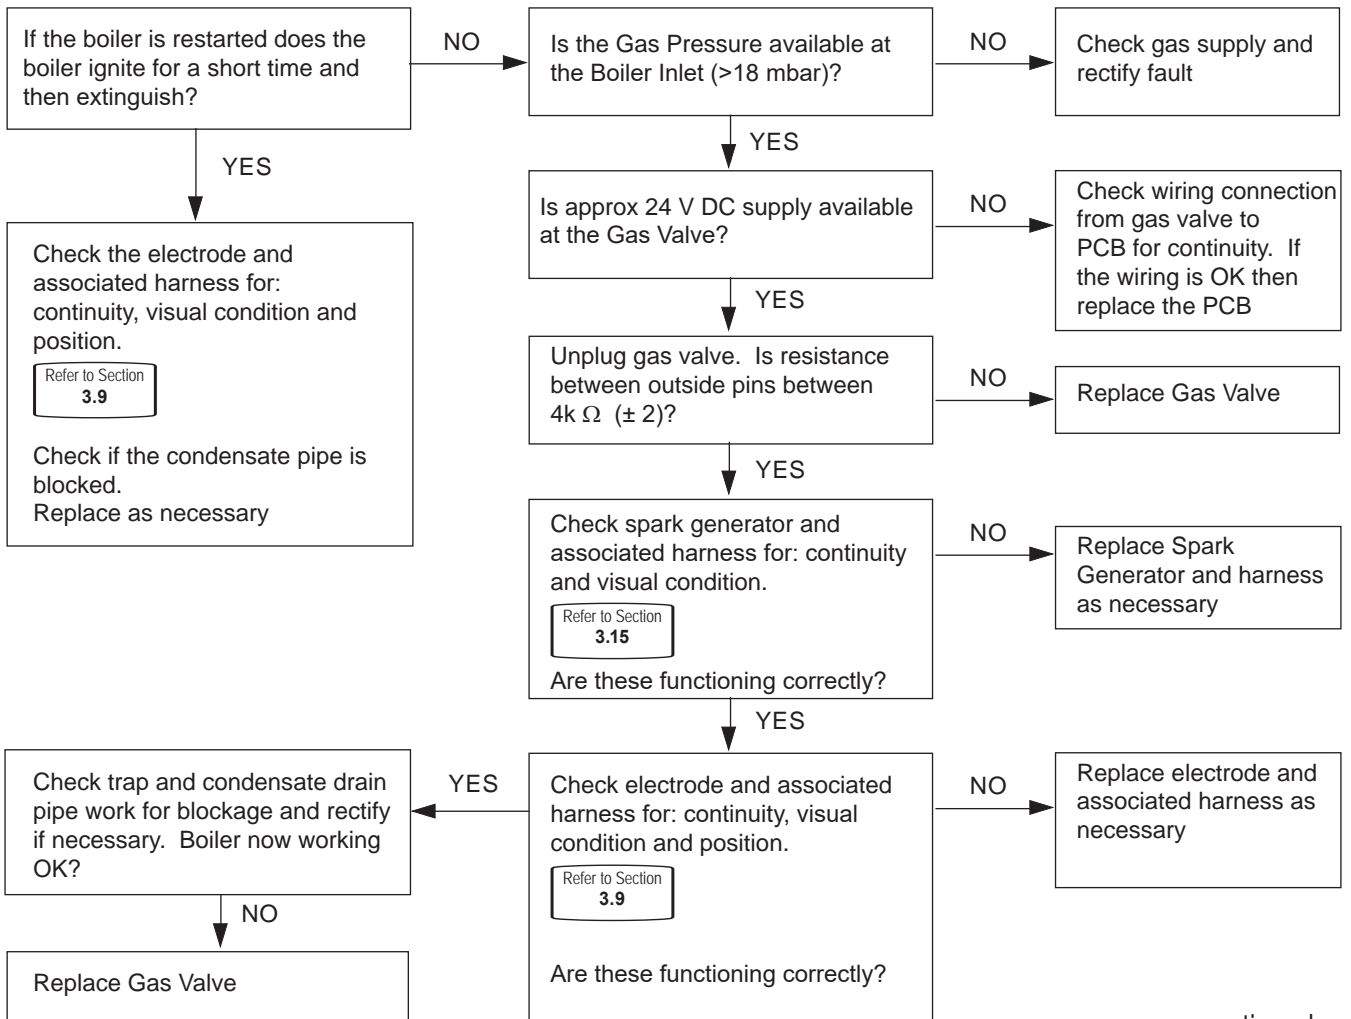 If the boiler is restarted does the
boiler ignite for a short time and
then extinguish?
NO
Is the Gas Pressure available at
the Boiler Inlet (>18 mbar)?
NO
Check gas supply and
rectify fault
YES
YES
Check the electrode and
associated harness for:
continuity, visual condition and
position.
Refer to Section
3.9
Check if the condensate pipe is
blocked.
Replace as necessary
Is approx 24 V DC supply available
at the Gas Valve?
NO
Check wiring connection
from gas valve to
PCB for continuity.  If
the wiring is OK then
replace the PCB
YES
Unplug gas valve.  Is resistance
between outside pins between
4k Ω  (± 2)?
NO
Replace Gas Valve
YES
Check spark generator and
associated harness for: continuity
and visual condition.
Refer to Section
3.15
Are these functioning correctly?
NO
Replace Spark
Generator and harness
as necessary
YES
Check electrode and associated
harness for: continuity, visual
condition and position.
Refer to Section
3.9
Are these functioning correctly?
NO
Replace electrode and
associated harness as
necessary
YES
Check trap and condensate drain
pipe work for blockage and rectify
if necessary.  Boiler now working
OK?
NO
Replace Gas Valve